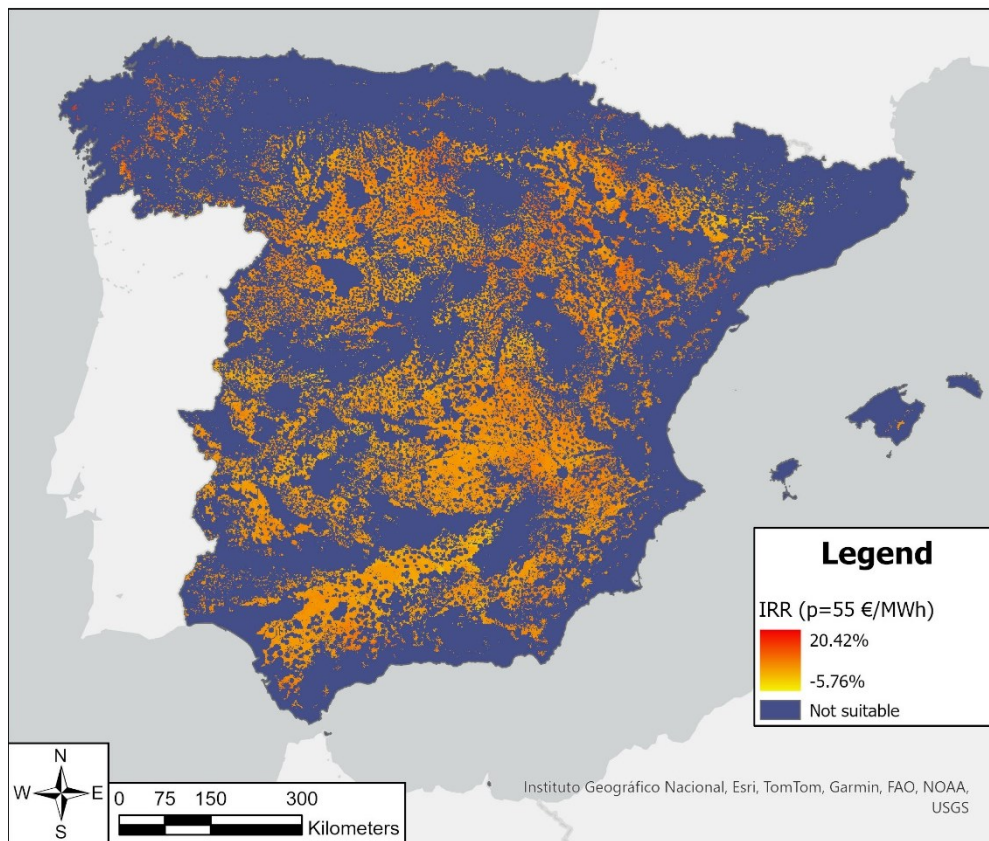 Legend
IRR (p=55 €/MWh)
20.42%
-5.76%
Not suitable
N
W E
S
0 75 150 300
Kilometers
Instituto Geográfico Nacional, Esri, TomTom, Garmin, FAO, NOAA,
USGS